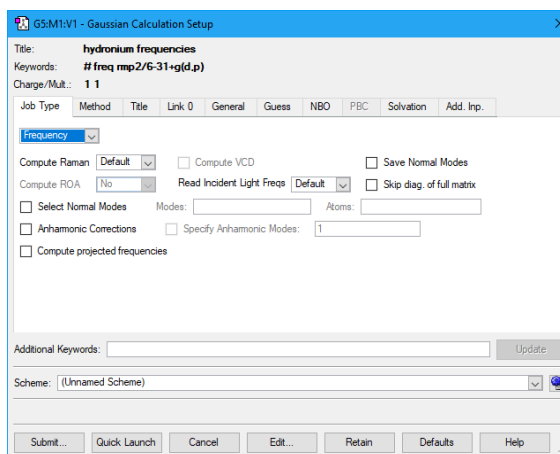 G5:M1:V1 - Gaussian Calculation Setup
Title: hydronium frequencies
Keywords: # freq rmp2/6-31+g(d,p)
Charge/Mult.: 1 1
Job Type Method Title Link 0 General Guess NBO PBC Solvation Add. Inp.
Frequency
Compute Raman Default Compute VCD Save Normal Modes
Compute ROA No Read Incident Light Freqs Default Skip diag. of full matrix
Select Normal Modes Modes: Atoms:
Anharmonic Corrections Specify Anharmonic Modes: 1
Compute projected frequencies
Additional Keywords: Update
Scheme: (Unnamed Scheme)
Submit... Quick Launch Cancel Edit... Retain Defaults Help